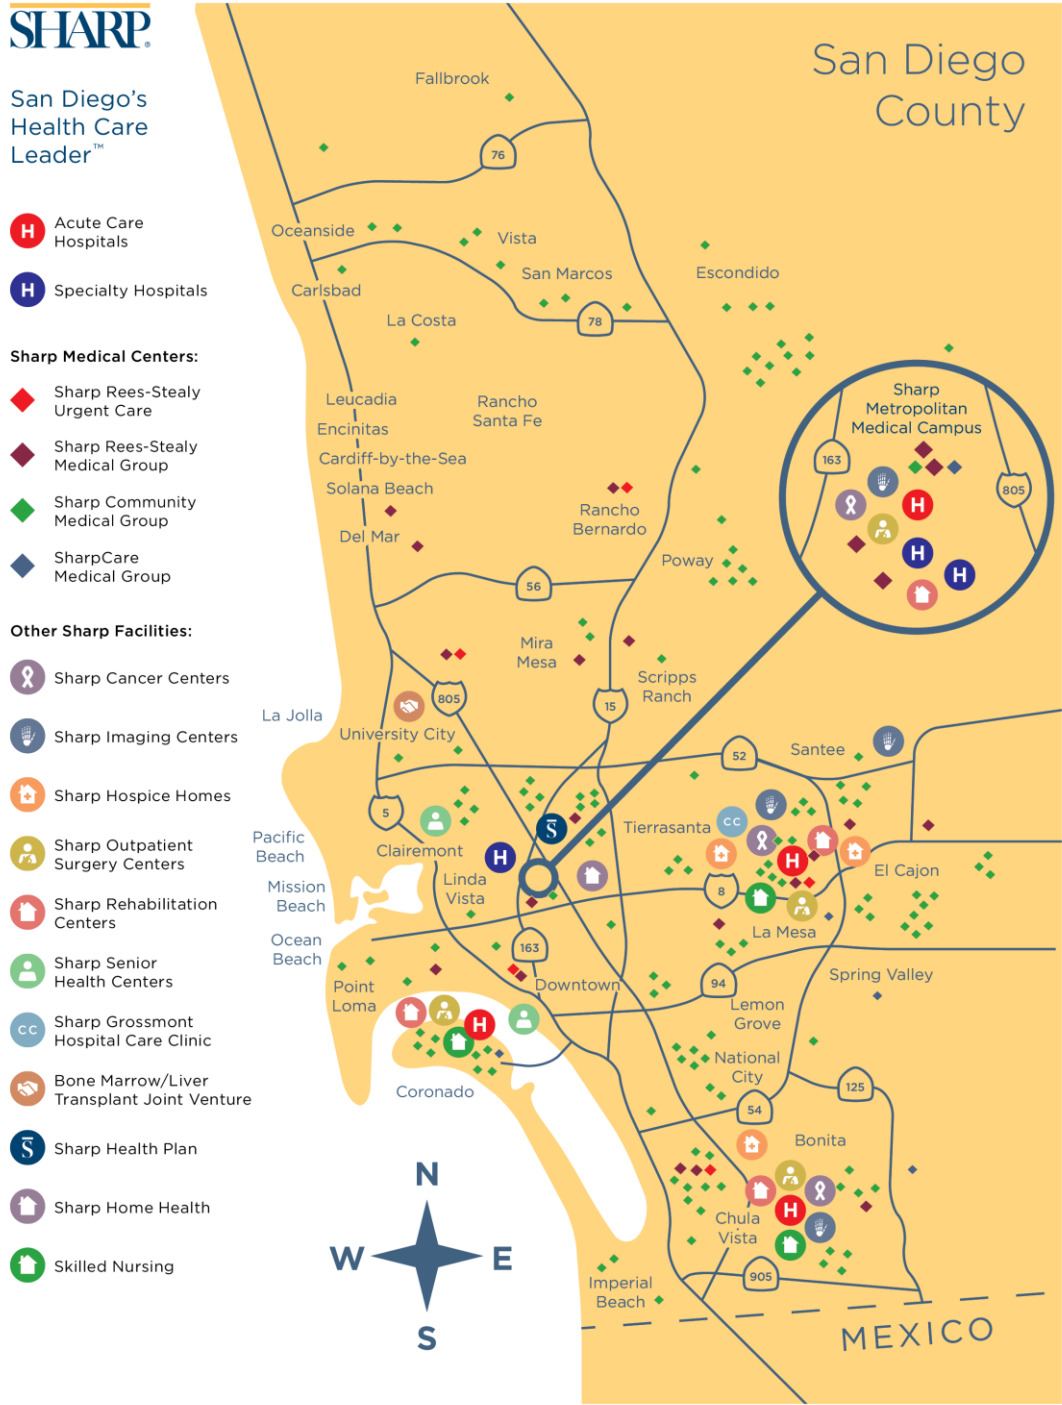 SHARP®
San Diego's
Health Care
Leader™
H
Acute Care
Hospitals
H
Specialty Hospitals
Sharp Medical Centers:
Sharp Rees-Stealy
Urgent Care
Sharp Rees-Stealy
Medical Group
Sharp Community
Medical Group
SharpCare
Medical Group
Other Sharp Facilities:
Sharp Cancer Centers
Sharp Imaging Centers
Sharp Hospice Homes
Sharp Outpatient
Surgery Centers
Sharp Rehabilitation
Centers
Sharp Senior
Health Centers
CC
Sharp Grossmont
Hospital Care Clinic
Bone Marrow/Liver
Transplant Joint Venture
S
Sharp Health Plan
Sharp Home Health
Skilled Nursing
San Diego
County
Fallbrook
76
Oceanside
Vista
San Marcos
Escondido
Carlsbad
La Costa
78
Leucadia
Rancho
Santa Fe
Encinitas
Cardiff-by-the-Sea
Solana Beach
Del Mar
Rancho
Bernardo
Poway
56
Sharp
Metropolitan
Medical Campus
163
805
H
H
H
Mira
Mesa
Scripps
Ranch
805
15
La Jolla
University City
52
Santee
5
Pacific
Beach
Clairemont
S
Tierrasanta
CC
H
H
El Cajon
Mission
Beach
Linda
Vista
8
La Mesa
Ocean
Beach
163
Point
Loma
Downtown
94
Spring Valley
Lemon
Grove
H
Coronado
National
City
125
54
Bonita
H
Chula
Vista
905
Imperial
Beach
MEXICO
N
W
E
S